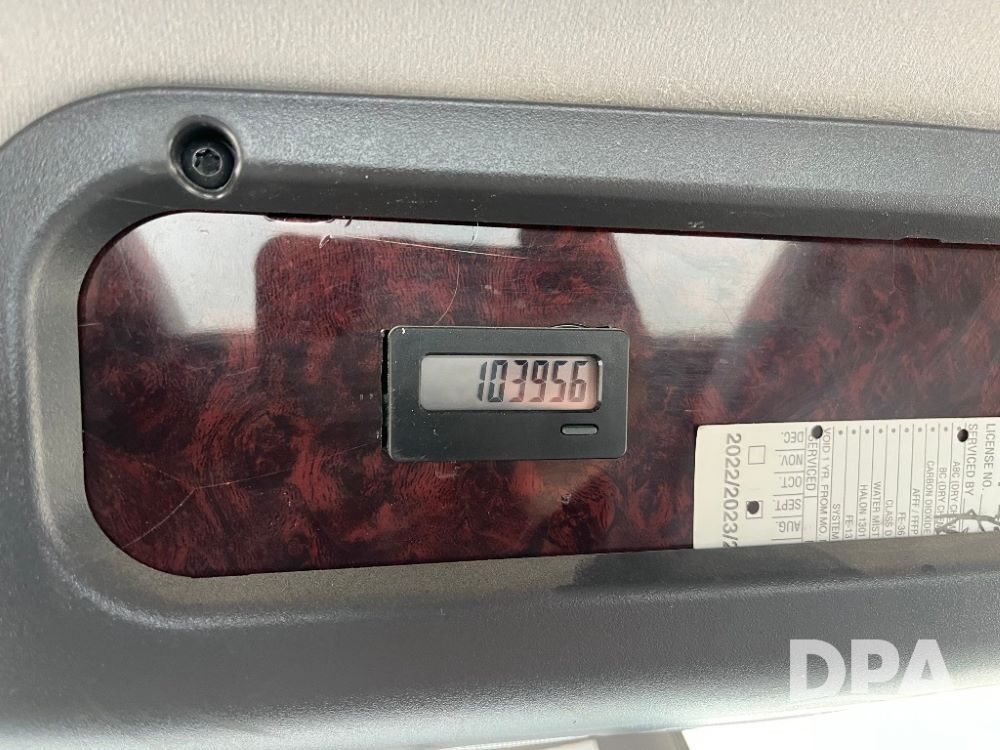 103956
LICENSE NO.
SERVICED BY
ABC (DRY CH
BC (DRY CH
CARBON DIOXIDE
AFFF / FFFP
FE-36
CLASS D
WATER MIST
HALON 1301
FE-13
SYSTEM
VOID 1 YR. FROM MO.
SERVICED
DEC.
NOV.
OCT.
SEPT.
AUG
2022/2023/2
DPA